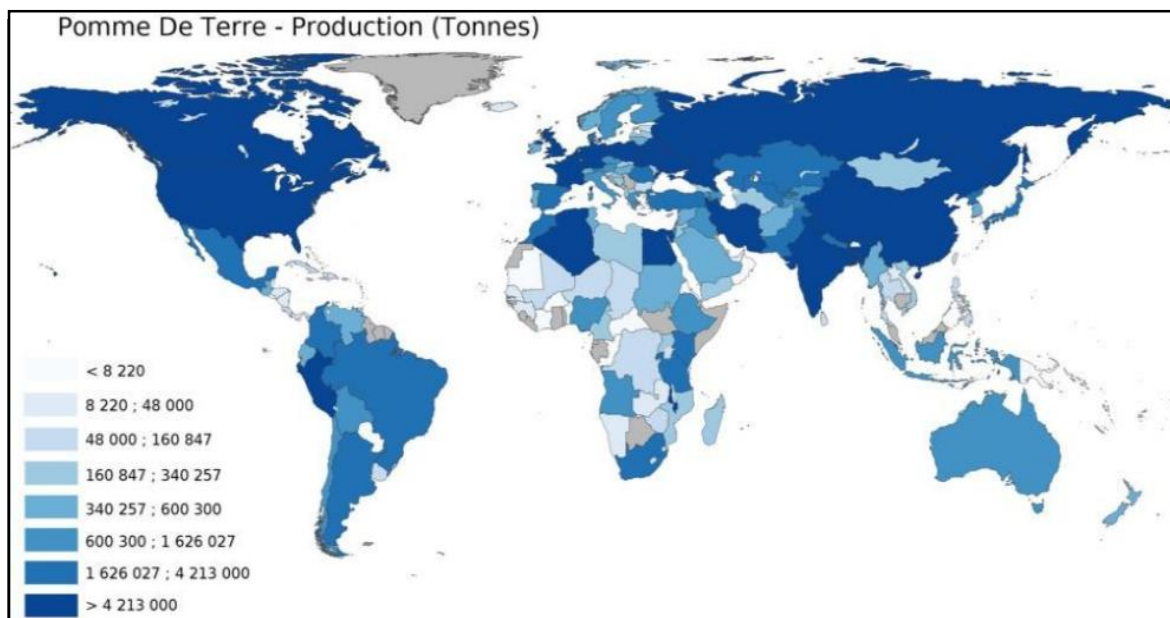 Pomme De Terre - Production (Tonnes)
< 8 220
8 220 ; 48 000
48 000 ; 160 847
160 847 ; 340 257
340 257 ; 600 300
600 300 ; 1 626 027
1 626 027 ; 4 213 000
> 4 213 000